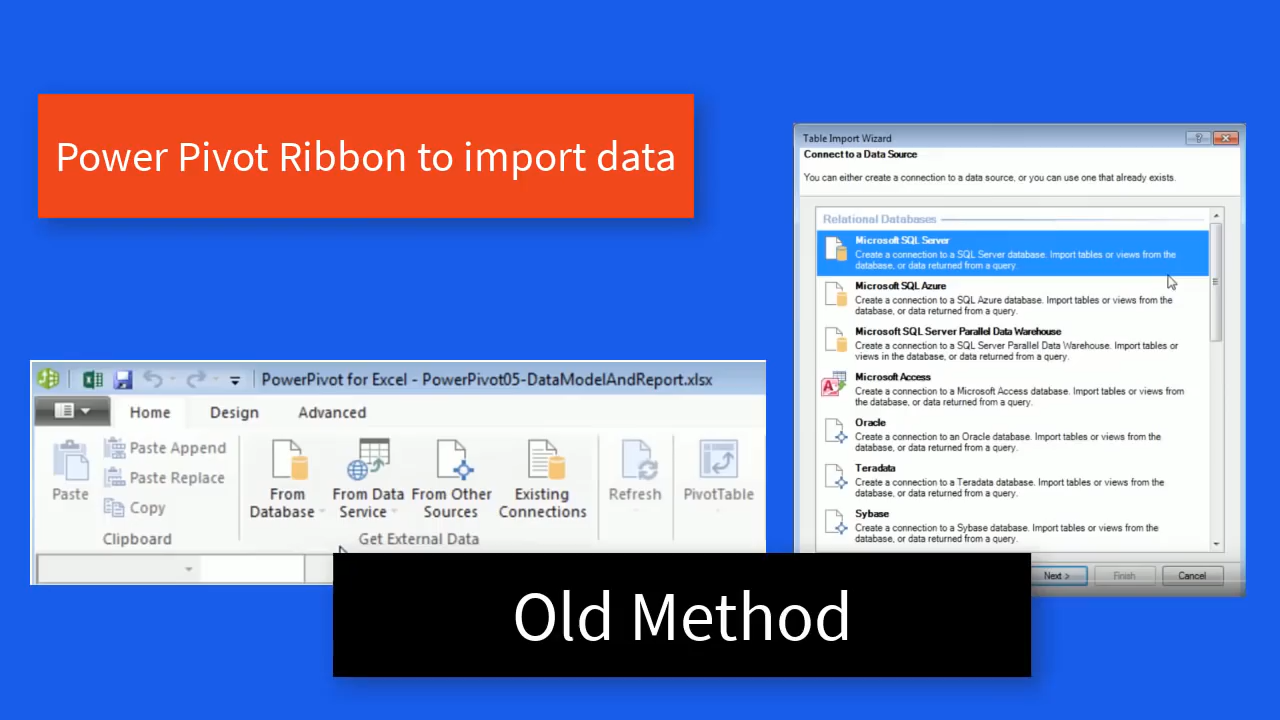 Power Pivot Ribbon to import data
PowerPivot for Excel - PowerPivot05-DataModelAndReport.xlsx
Home Design Advanced
Paste
Paste Append
Paste Replace
Copy
Clipboard
From
Database
From Data
Service
From Other
Sources
Existing
Connections
Get External Data
Refresh
PivotTable
Table Import Wizard
Connect to a Data Source
You can either create a connection to a data source, or you can use one that already exists.
Relational Databases
Microsoft SQL Server
Create a connection to a SQL Server database. Import tables or views from the
database, or data returned from a query.
Microsoft SQL Azure
Create a connection to a SQL Azure database. Import tables or views from the
database, or data returned from a query.
Microsoft SQL Server Parallel Data Warehouse
Create a connection to a SQL Server Parallel Data Warehouse. Import tables or
views in the database, or data returned from a query.
Microsoft Access
Create a connection to a Microsoft Access database. Import tables or views from
the database, or data returned from a query.
Oracle
Create a connection to an Oracle database. Import tables or views from the
database, or data returned from a query.
Teradata
Create a connection to a Teradata database. Import tables or views from the
database, or data returned from a query.
Sybase
Create a connection to a Sybase database. Import tables or views from the
database, or data returned from a query.
Next > Finish Cancel
Old Method